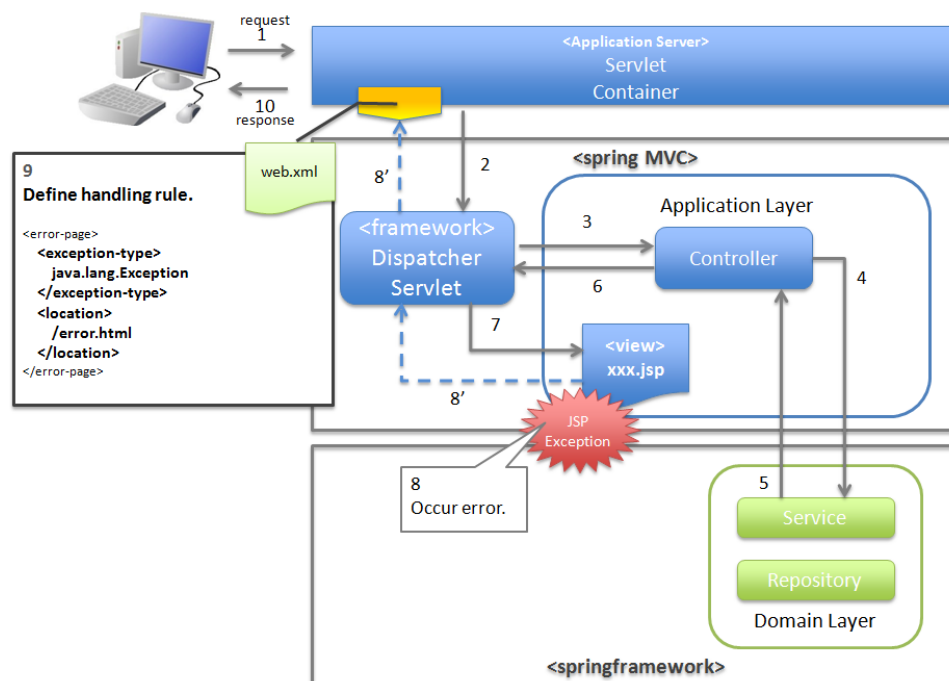 request
1
10
response
<Application Server>
Servlet
Container
web.xml
8'
2
<spring MVC>
9
Define handling rule.
<error-page>
<exception-type>
java.lang.Exception
</exception-type>
<location>
/error.html
</location>
</error-page>
<framework>
Dispatcher
Servlet
3
6
Application Layer
Controller
4
7
<view>
xxx.jsp
8'
JSP
Exception
8
Occur error.
5
Service
Repository
Domain Layer
<springframework>